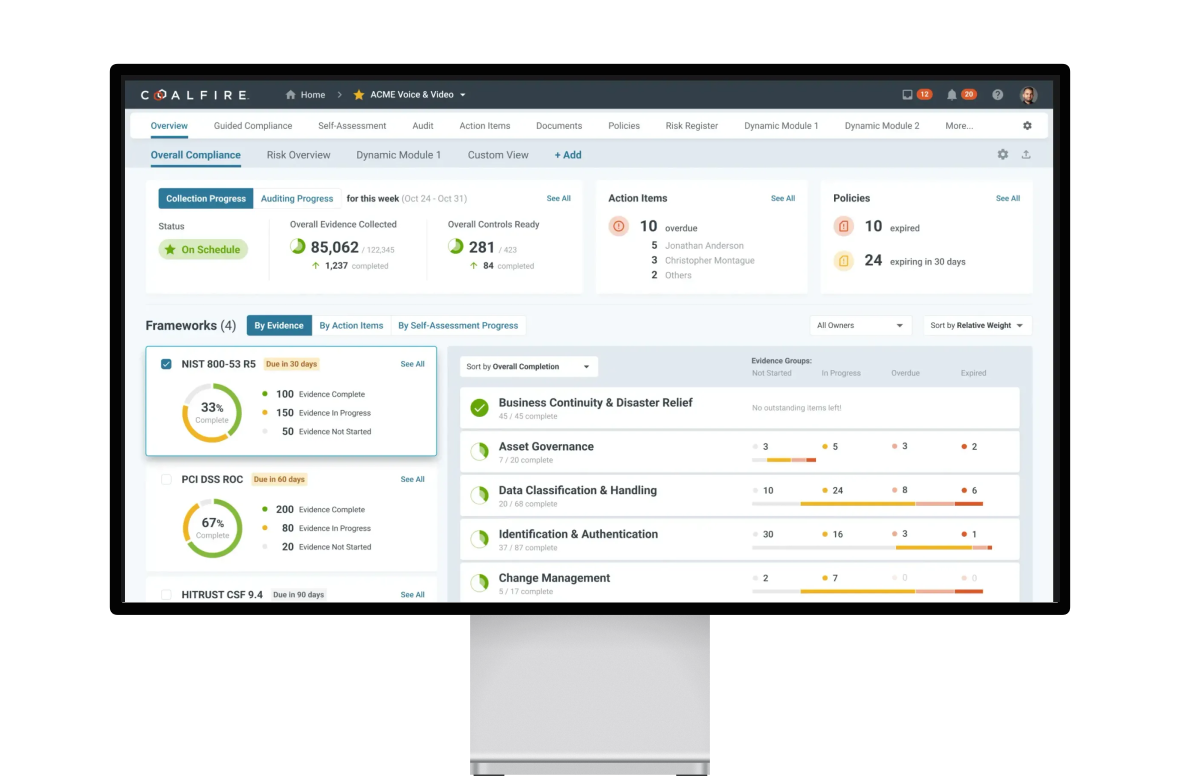 COALFIRE Home > ACME Voice & Video 12 20 ?
Overview Guided Compliance Self-Assessment Audit Action Items Documents Policies Risk Register Dynamic Module 1 Dynamic Module 2 More...
Overall Compliance Risk Overview Dynamic Module 1 Custom View + Add
Collection Progress Auditing Progress for this week (Oct 24 - Oct 31) See All
Status
On Schedule
Overall Evidence Collected
85,062 / 122,345
1,237 completed
Overall Controls Ready
281 / 423
84 completed
Action Items See All
10 overdue
5 Jonathan Anderson
3 Christopher Montague
2 Others
Policies See All
10 expired
24 expiring in 30 days
Frameworks (4) By Evidence By Action Items By Self-Assessment Progress All Owners Sort by Relative Weight
NIST 800-53 R5 Due in 30 days See All
33%
Complete
100 Evidence Complete
150 Evidence In Progress
50 Evidence Not Started
PCI DSS ROC Due in 60 days See All
67%
Complete
200 Evidence Complete
80 Evidence In Progress
20 Evidence Not Started
HITRUST CSF 9.4 Due in 90 days See All
Sort by Overall Completion
Evidence Groups:
Not Started In Progress Overdue Expired
Business Continuity & Disaster Relief
45 / 45 complete
No outstanding items left!
Asset Governance
7 / 20 complete
3 5 3 2
Data Classification & Handling
20 / 68 complete
10 24 8 6
Identification & Authentication
37 / 87 complete
30 16 3 1
Change Management
5 / 17 complete
2 7 0 0